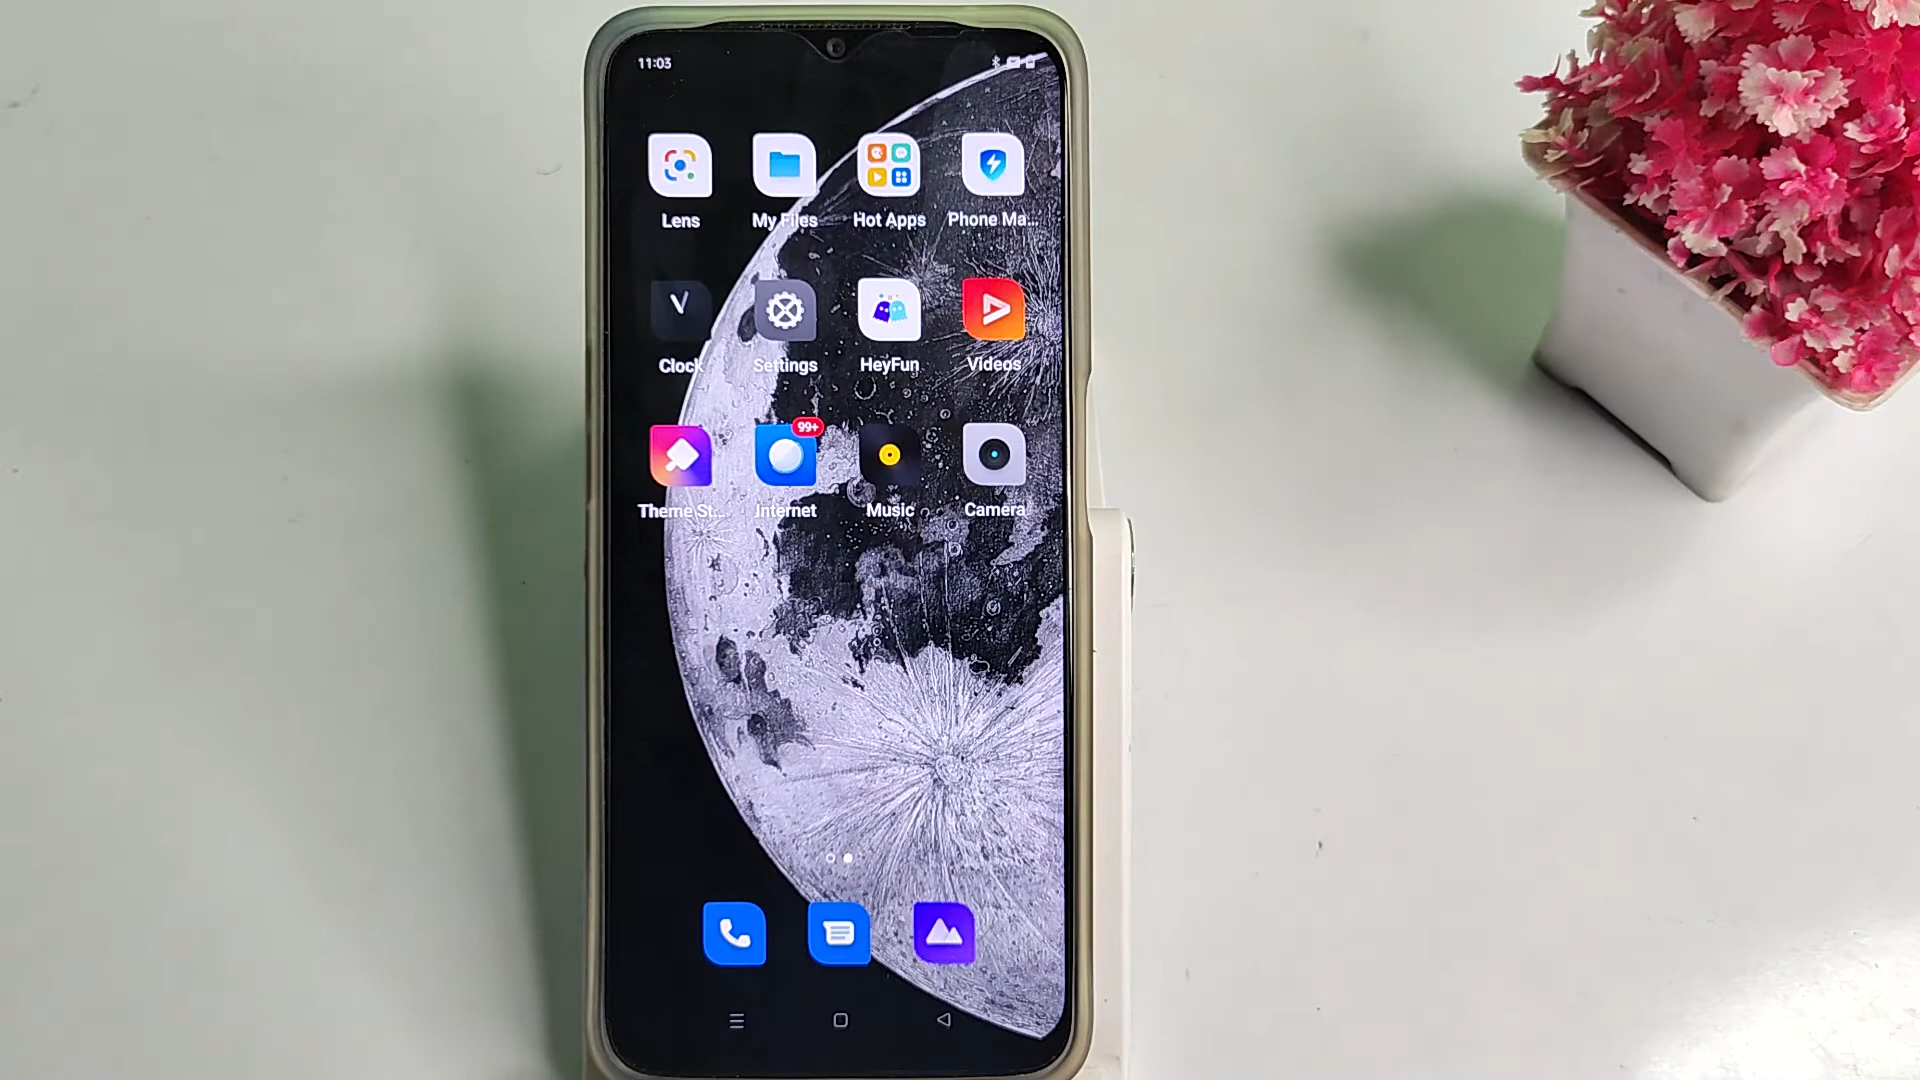 11:03
Lens My Files Hot Apps Phone Ma...
Clock Settings HeyFun Videos
99+
Theme St... Internet Music Camera